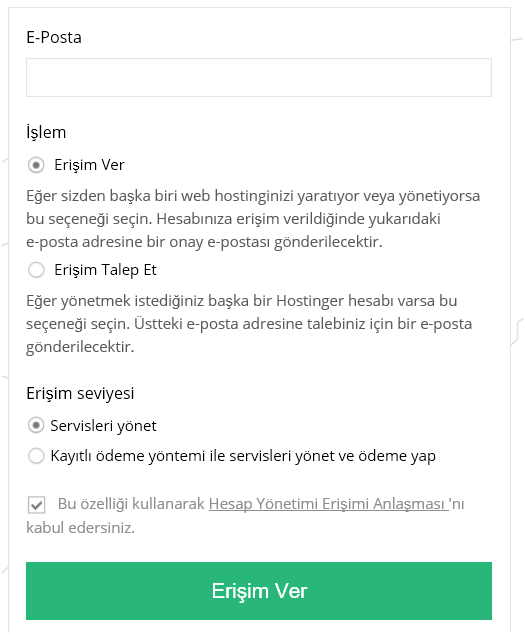 E-Posta
İşlem
Erişim Ver
Eğer sizden başka biri web hostinginizi yaratıyor veya yönetiyorsa
bu seçeneği seçin. Hesabınıza erişim verildiğinde yukarıdaki
e-posta adresine bir onay e-postası gönderilecektir.
Erişim Talep Et
Eğer yönetmek istediğiniz başka bir Hostinger hesabı varsa bu
seçeneği seçin. Üstteki e-posta adresine talebiniz için bir e-posta
gönderilecektir.
Erişim seviyesi
Servisleri yönet
Kayıtlı ödeme yöntemi ile servisleri yönet ve ödeme yap
Bu özelliği kullanarak Hesap Yönetimi Erişimi Anlaşması 'nı
kabul edersiniz.
Erişim Ver